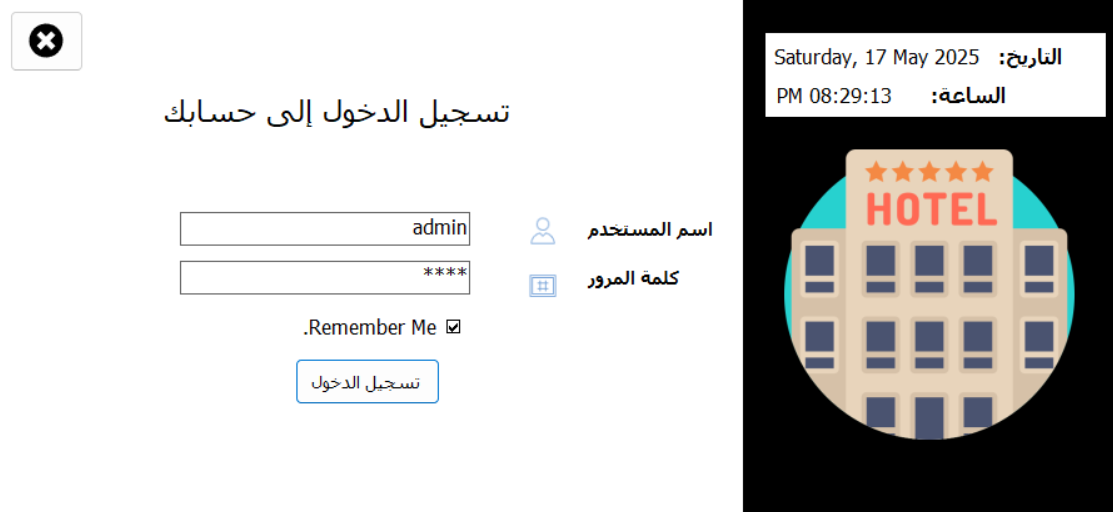 التاريخ: Saturday, 17 May 2025
الساعة: PM 08:29:13
HOTEL
تسجيل الدخول إلى حسابك
اسم المستخدم admin
كلمة المرور ****
.Remember Me
تسجيل الدخول